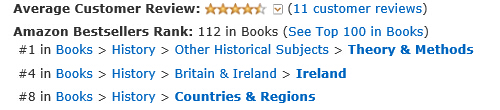 Average Customer Review: (11 customer reviews)
Amazon Bestsellers Rank: 112 in Books (See Top 100 in Books)
#1 in Books > History > Other Historical Subjects > Theory & Methods
#4 in Books > History > Britain & Ireland > Ireland
#8 in Books > History > Countries & Regions